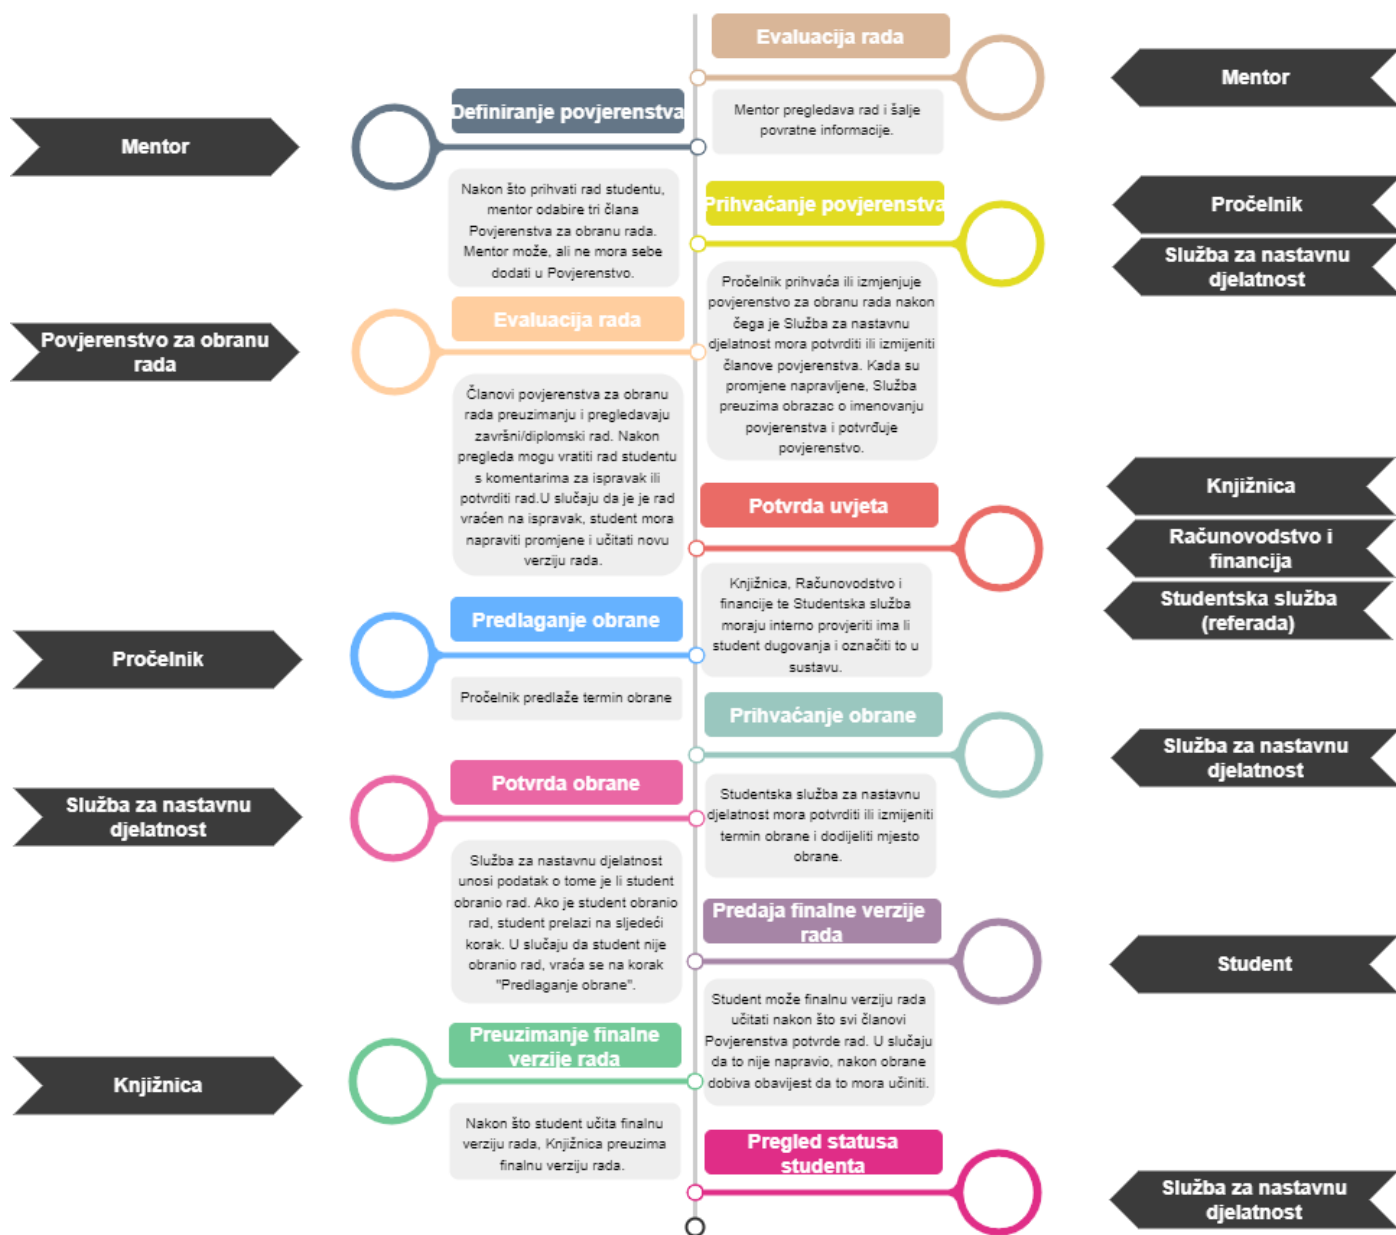 Evaluacija rada
Mentor
Mentor pregledava rad i šalje
povratne informacije.
Definiranje povjerenstva
Mentor
Nakon što prihvati rad studentu,
mentor odabire tri člana
Povjerenstva za obranu rada.
Mentor može, ali ne mora sebe
dodati u Povjerenstvo.
Prihvaćanje povjerenstva
Pročelnik
Služba za nastavnu
djelatnost
Pročelnik prihvaća ili izmjenjuje
povjerenstvo za obranu rada nakon
čega je Služba za nastavnu
djelatnost mora potvrditi ili izmijeniti
članove povjerenstva. Kada su
promjene napravljene, Služba
preuzima obrazac o imenovanju
povjerenstva i potvrđuje
povjerenstvo.
Evaluacija rada
Povjerenstvo za obranu
rada
Članovi povjerenstva za obranu
rada preuzimanju i pregledavaju
završni/diplomski rad. Nakon
pregleda mogu vratiti rad studentu
s komentarima za ispravak ili
potvrditi rad.U slučaju da je je rad
vraćen na ispravak, student mora
napraviti promjene i učitati novu
verziju rada.
Potvrda uvjeta
Knjižnica
Računovodstvo i
financija
Studentska služba
(referada)
Knjižnica, Računovodstvo i
financije te Studentska služba
moraju interno provjeriti ima li
student dugovanja i označiti to u
sustavu.
Predlaganje obrane
Pročelnik
Pročelnik predlaže termin obrane
Prihvaćanje obrane
Služba za nastavnu
djelatnost
Studentska služba za nastavnu
djelatnost mora potvrditi ili izmijeniti
termin obrane i dodijeliti mjesto
obrane.
Potvrda obrane
Služba za nastavnu
djelatnost
Služba za nastavnu djelatnost
unosi podatak o tome je li student
obranio rad. Ako je student obranio
rad, student prelazi na sljedeći
korak. U slučaju da student nije
obranio rad, vraća se na korak
"Predlaganje obrane".
Predaja finalne verzije
rada
Student
Student može finalnu verziju rada
učitati nakon što svi članovi
Povjerenstva potvrde rad. U slučaju
da to nije napravio, nakon obrane
dobiva obavijest da to mora učiniti.
Preuzimanje finalne
verzije rada
Knjižnica
Nakon što student učita finalnu
verziju rada, Knjižnica preuzima
finalnu verziju rada.
Pregled statusa
studenta
Služba za nastavnu
djelatnost